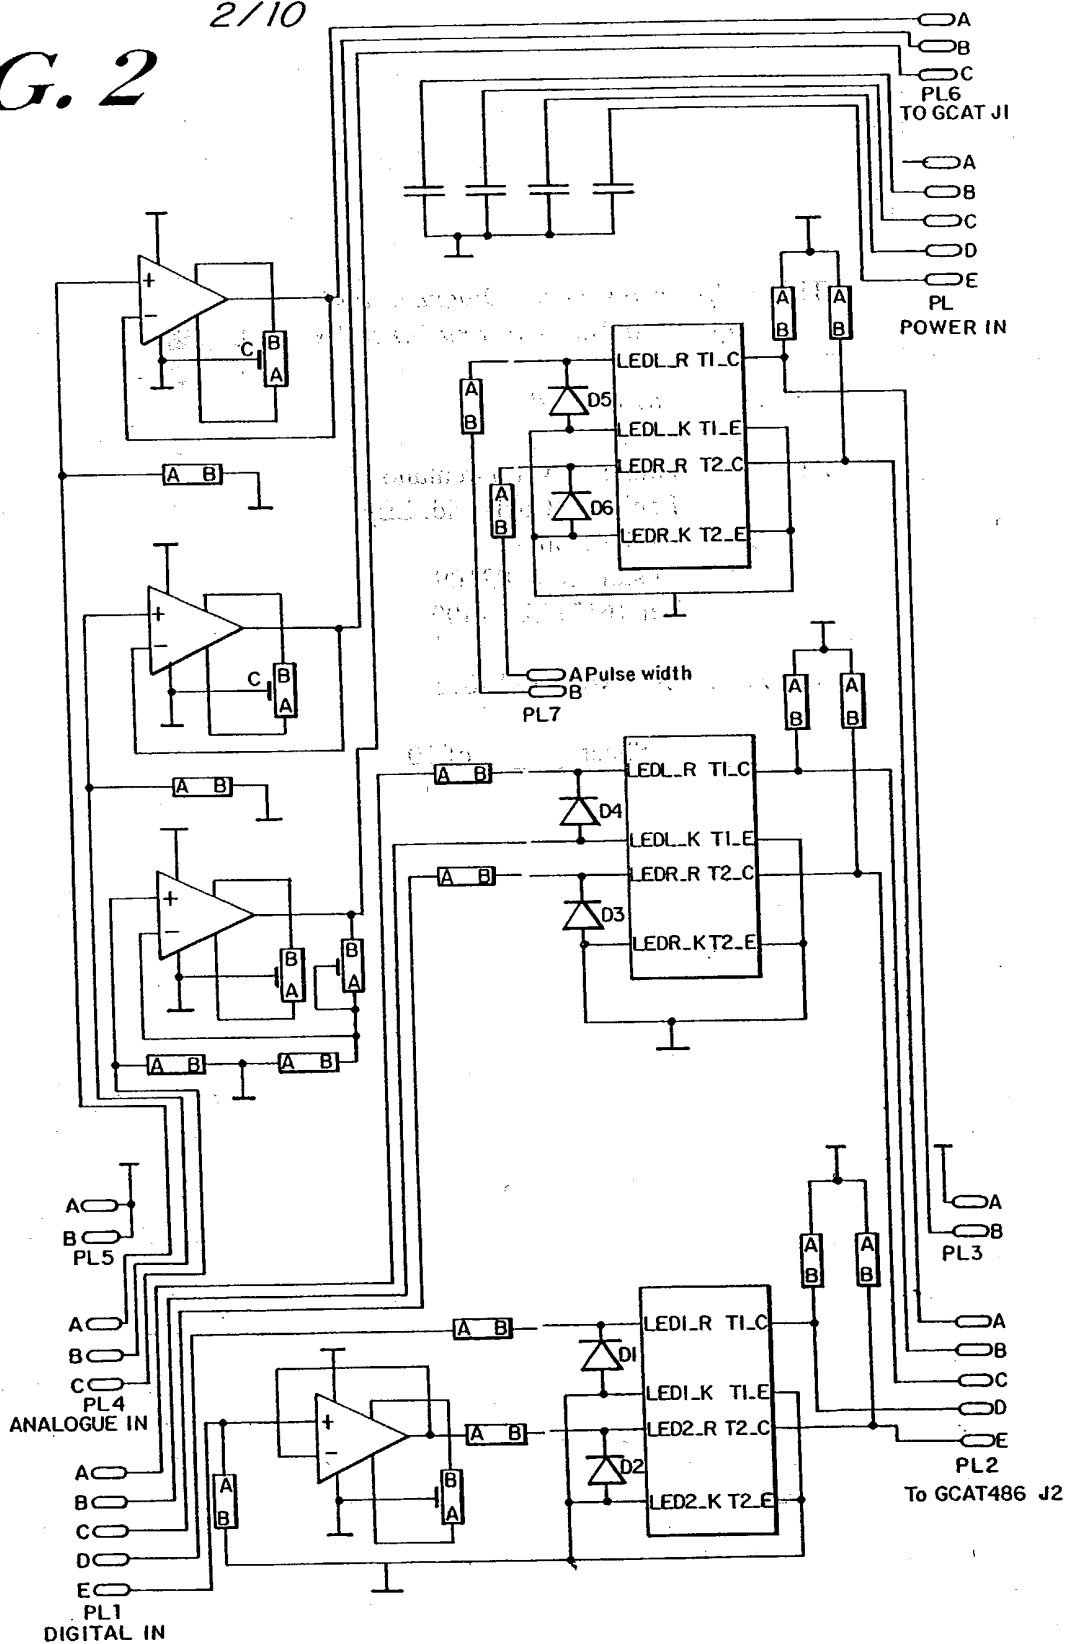 2/10
G. 2
A
B
C
PL6
TO GCAT J1
A
B
C
D
E
PL
POWER IN
+
−
C
B
A
A B
A
B
A
B
LEDL_R T1_C
D5
LEDL_K T1_E
LEDR_R T2_C
D6
LEDR_K T2_E
A
B
A
B
A Pulse width
B
PL7
+
−
C
B
A
A B
A
B
A
B
A B
LEDL_R T1_C
D4
LEDL_K T1_E
A B
LEDR_R T2_C
D3
LEDR_K T2_E
+
−
B
A
B
A
A B
A B
A
B
PL5
A
B
PL3
A
B
C
PL4
ANALOGUE IN
A
B
A
B
A B
LED1_R T1_C
D1
LED1_K T1_E
A B
LED2_R T2_C
D2
LED2_K T2_E
+
−
B
A
A
B
A
B
C
D
E
PL2
To GCAT486 J2
A
B
C
D
E
PL1
DIGITAL IN